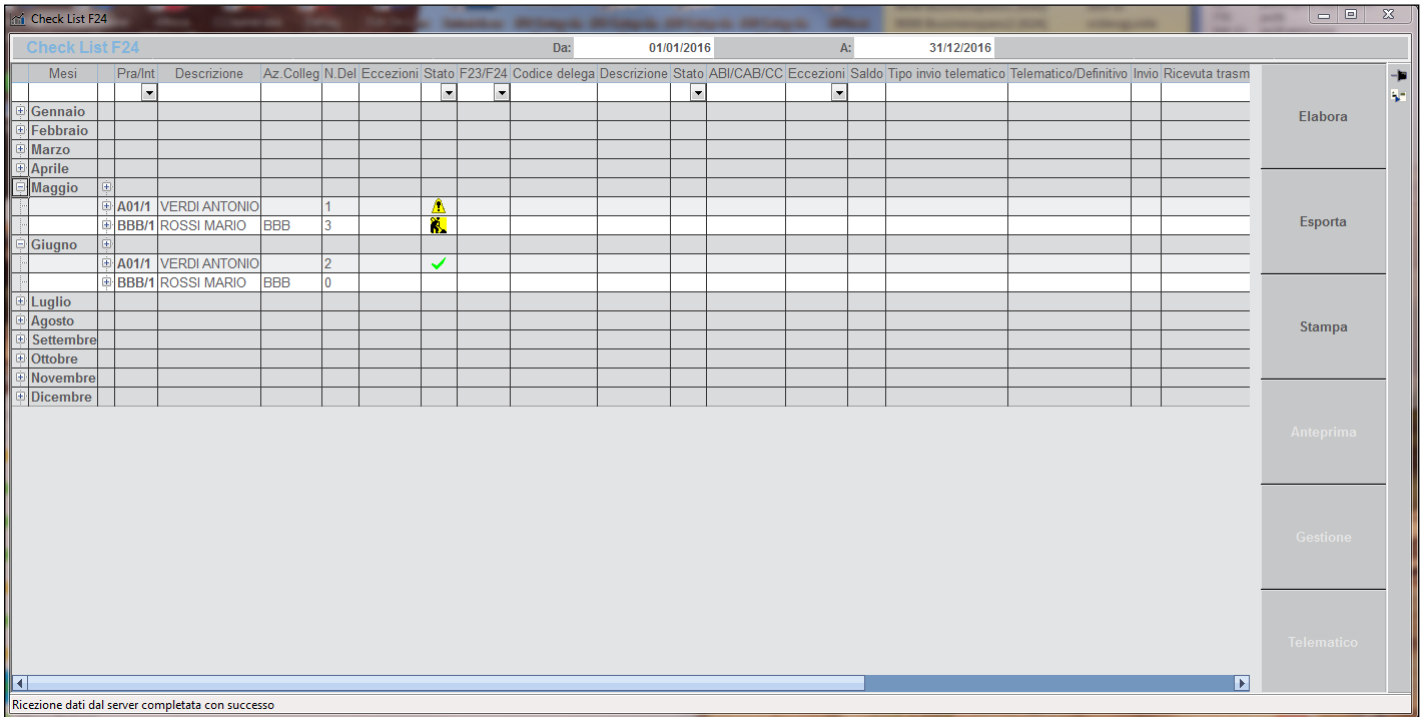 Check List F24
Check List F24 Da: 01/01/2016 A: 31/12/2016
Mesi Pra/Int Descrizione Az.Colleg N.Del Eccezioni Stato F23/F24 Codice delega Descrizione Stato ABI/CAB/CC Eccezioni Saldo Tipo invio telematico Telematico/Definitivo Invio Ricevuta trasm
Gennaio
Febbraio
Marzo
Aprile
Maggio
A01/1 VERDI ANTONIO 1
BBB/1 ROSSI MARIO BBB 3
Giugno
A01/1 VERDI ANTONIO 2
BBB/1 ROSSI MARIO BBB 0
Luglio
Agosto
Settembre
Ottobre
Novembre
Dicembre
Elabora
Esporta
Stampa
Anteprima
Gestione
Telematico
Ricezione dati dal server completata con successo